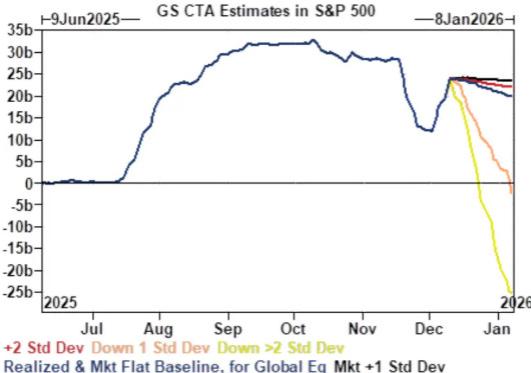 GS CTA Estimates in S&P 500
9Jun2025
8Jan2026
35b
30b
25b
20b
15b
10b
5b
0
-5b
-10b
-15b
-20b
-25b
2025
2026
Jul Aug Sep Oct Nov Dec Jan
+2 Std Dev Down 1 Std Dev Down >2 Std Dev
Realized & Mkt Flat Baseline, for Global Eq Mkt +1 Std Dev